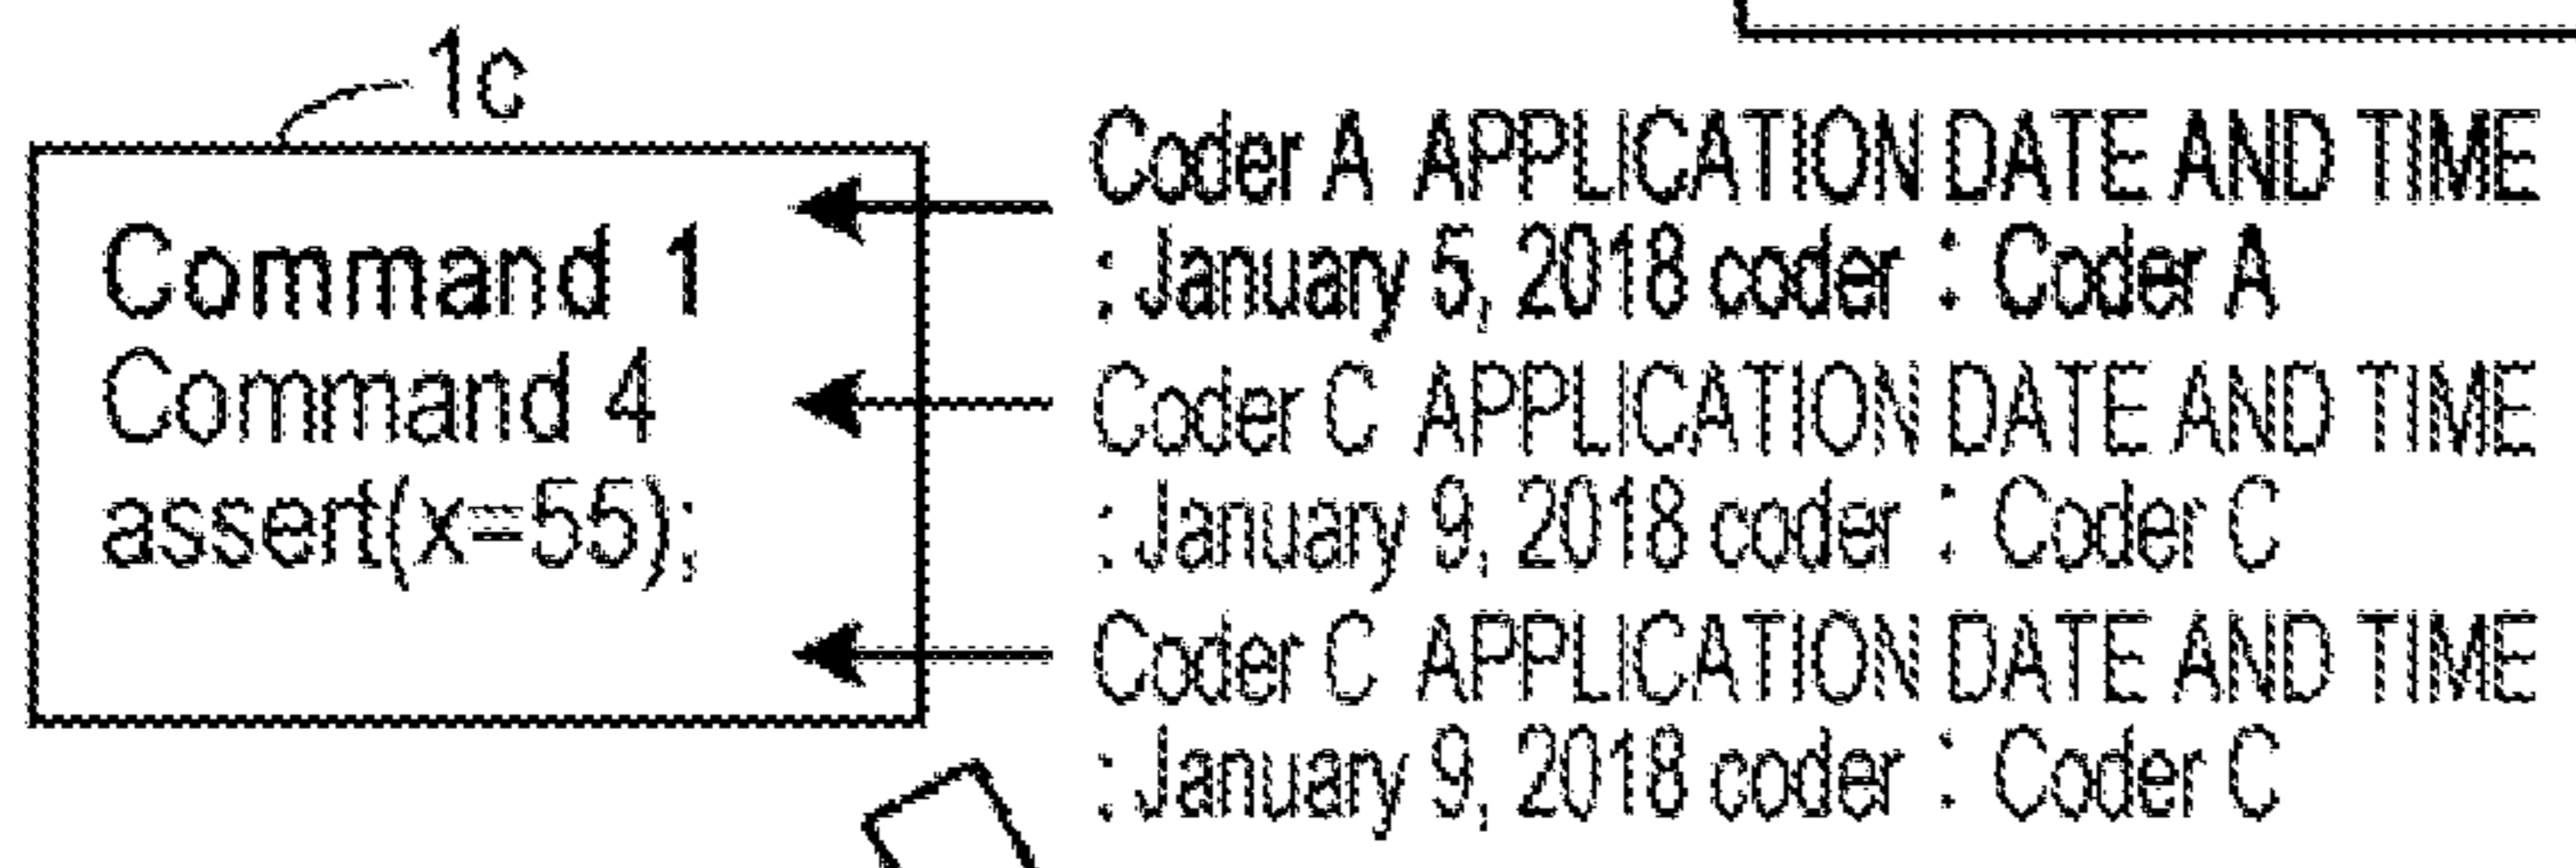 1c
Command 1
Command 4
assert(x=55);
Coder A APPLICATION DATE AND TIME
: January 5, 2018 coder : Coder A
Coder C APPLICATION DATE AND TIME
: January 9, 2018 coder : Coder C
Coder C APPLICATION DATE AND TIME
: January 9, 2018 coder : Coder C